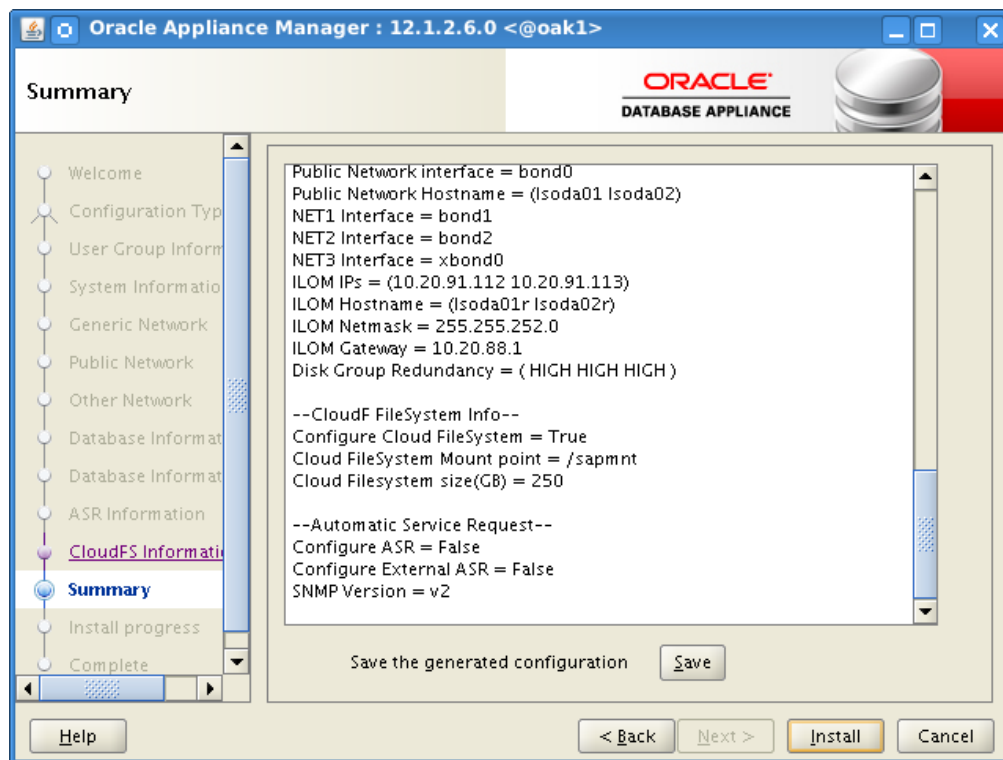 Oracle Appliance Manager : 12.1.2.6.0 <@oak1>
Summary
ORACLE
DATABASE APPLIANCE
Welcome
Configuration Typ
User Group Inform
System Informatio
Generic Network
Public Network
Other Network
Database Informat
Database Informat
ASR Information
CloudFS Informati
Summary
Install progress
Complete
Public Network interface = bond0
Public Network Hostname = (lsoda01 lsoda02)
NET1 Interface = bond1
NET2 Interface = bond2
NET3 Interface = xbond0
ILOM IPs = (10.20.91.112 10.20.91.113)
ILOM Hostname = (lsoda01r lsoda02r)
ILOM Netmask = 255.255.252.0
ILOM Gateway = 10.20.88.1
Disk Group Redundancy = ( HIGH HIGH HIGH )
--CloudF FileSystem Info--
Configure Cloud FileSystem = True
Cloud FileSystem Mount point = /sapmnt
Cloud Filesystem size(GB) = 250
--Automatic Service Request--
Configure ASR = False
Configure External ASR = False
SNMP Version = v2
Save the generated configuration Save
Help < Back Next > Install Cancel